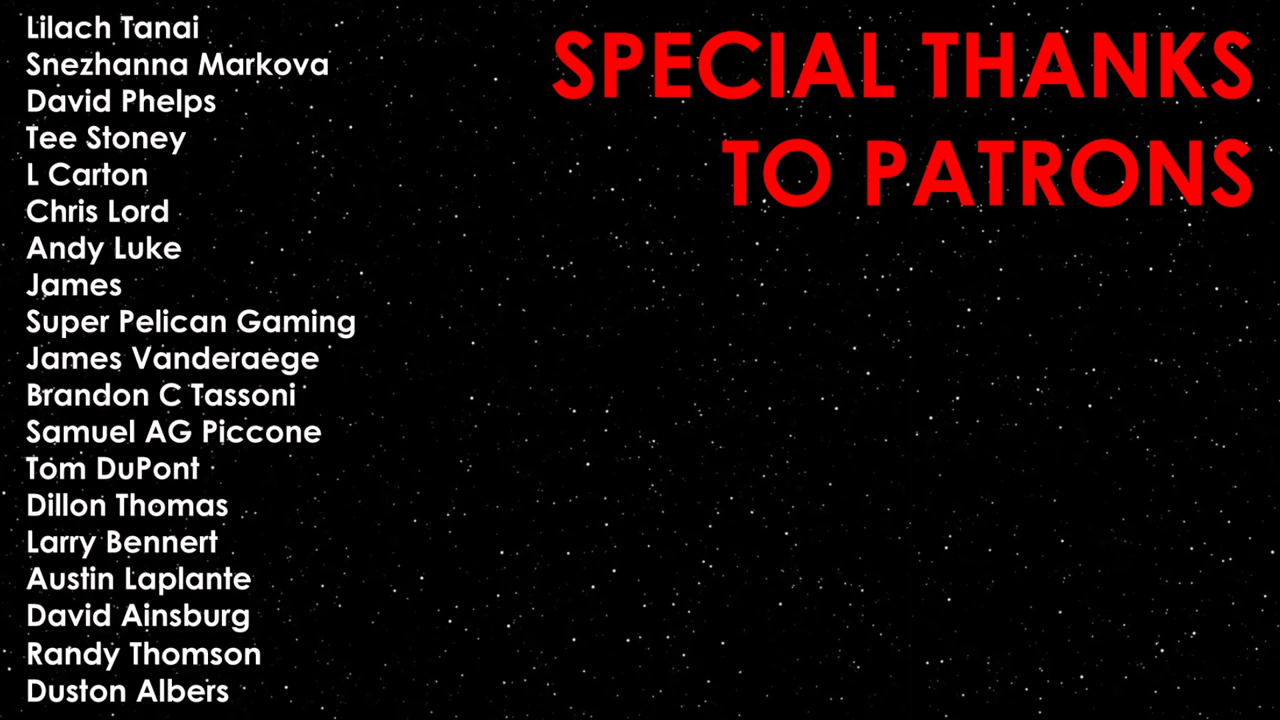 Lilach Tanai
Snezhanna Markova
David Phelps
Tee Stoney
L Carton
Chris Lord
Andy Luke
James
Super Pelican Gaming
James Vanderaege
Brandon C Tassoni
Samuel AG Piccone
Tom DuPont
Dillon Thomas
Larry Bennert
Austin Laplante
David Ainsburg
Randy Thomson
Duston Albers
SPECIAL THANKS
TO PATRONS